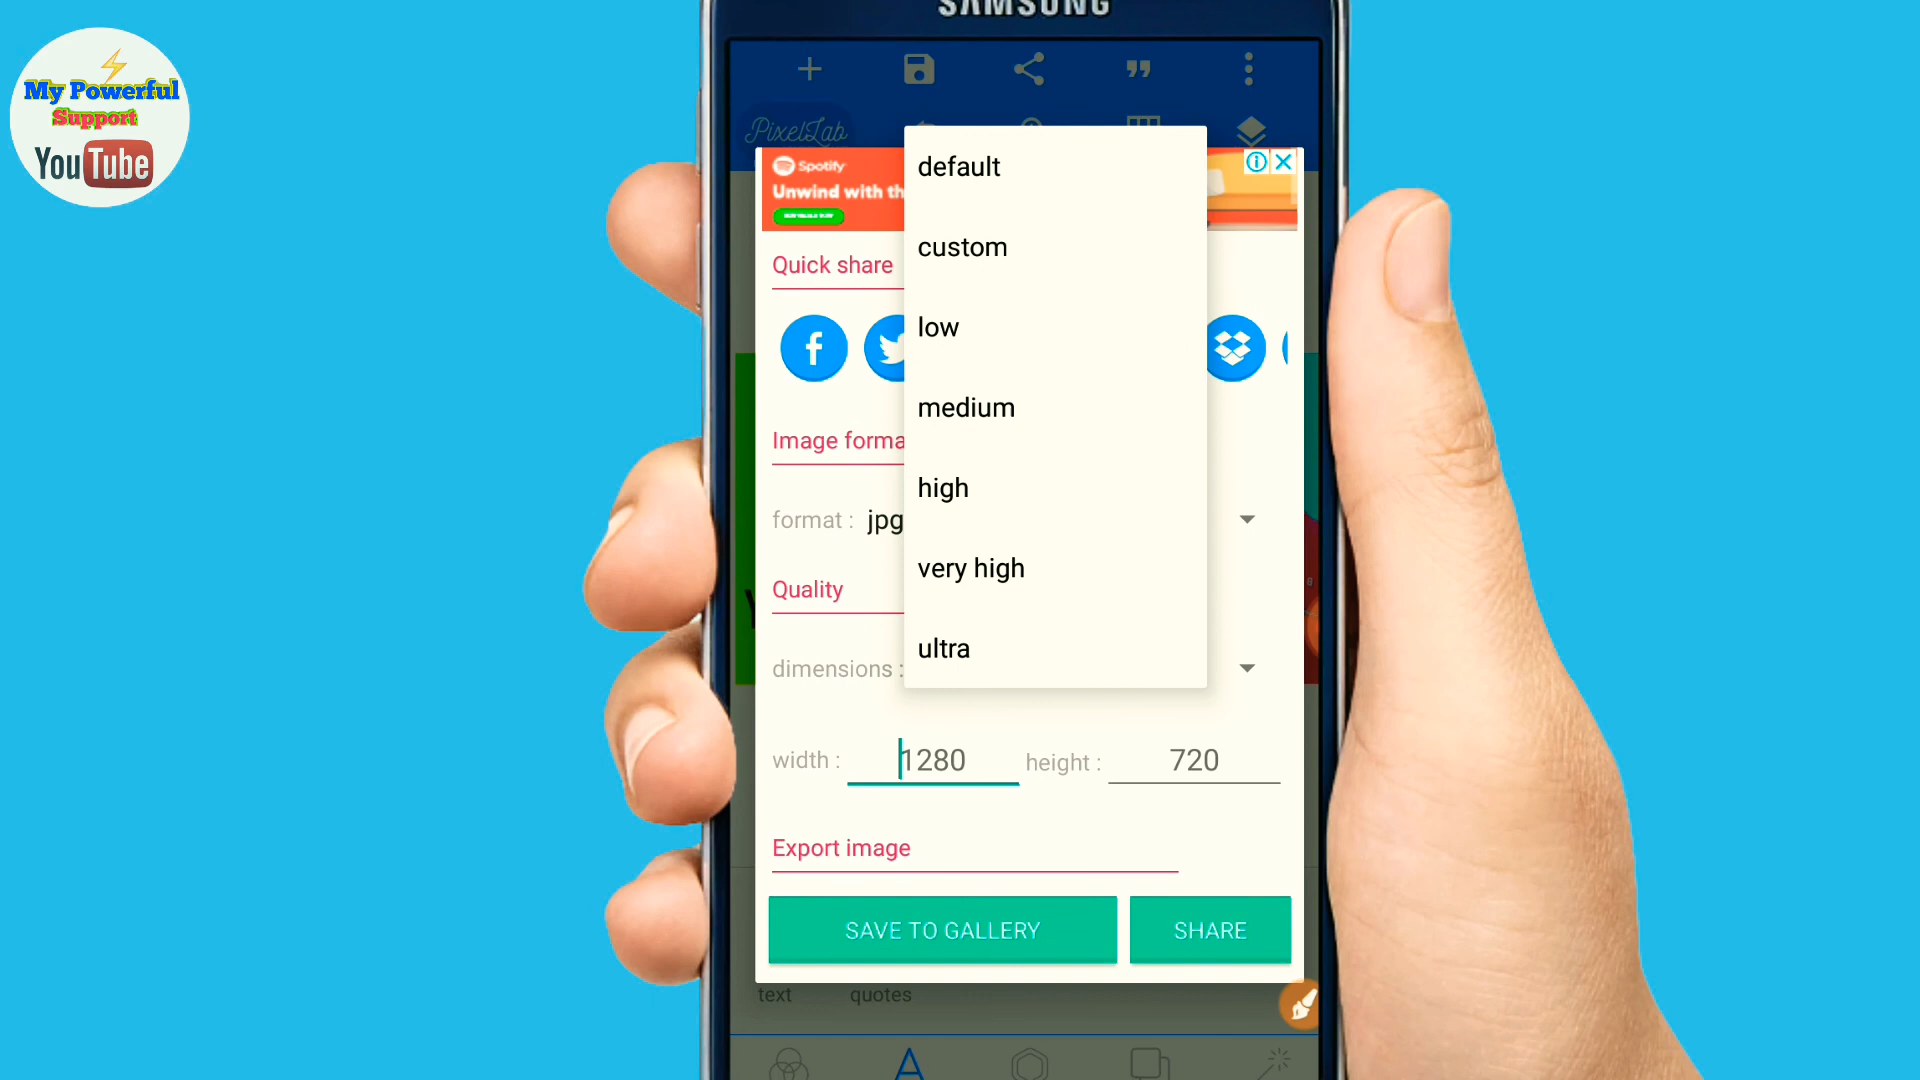 SAMSUNG
My Powerful
Support
YouTube
PixelLab
Spotify
Unwind with th
default
custom
low
medium
high
very high
ultra
Quick share
Image forma
format : jpg
Quality
dimensions :
width : 1280 height : 720
Export image
SAVE TO GALLERY SHARE
text quotes